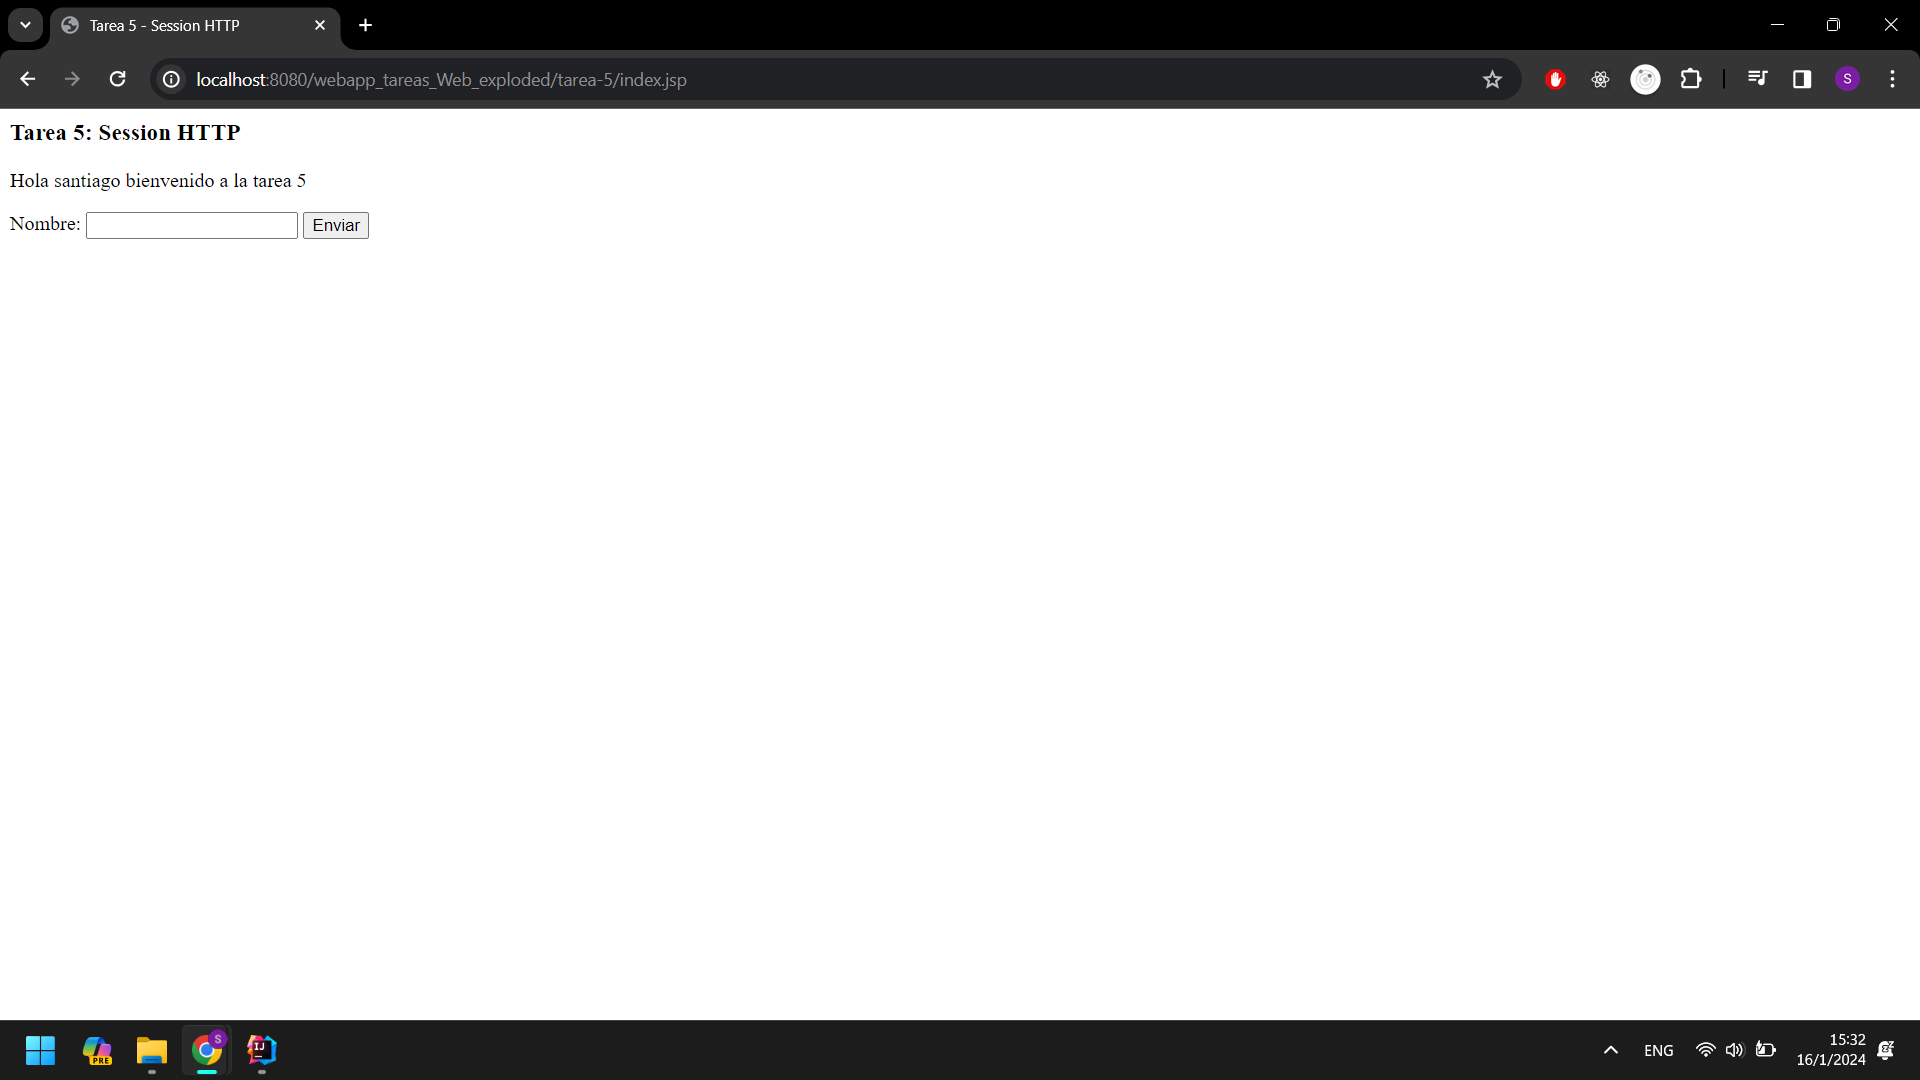 Tarea 5 - Session HTTP
localhost:8080/webapp_tareas_Web_exploded/tarea-5/index.jsp
S
Tarea 5: Session HTTP
Hola santiago bienvenido a la tarea 5
Nombre: Enviar
PRE
S
IJ
ENG
15:32
16/1/2024